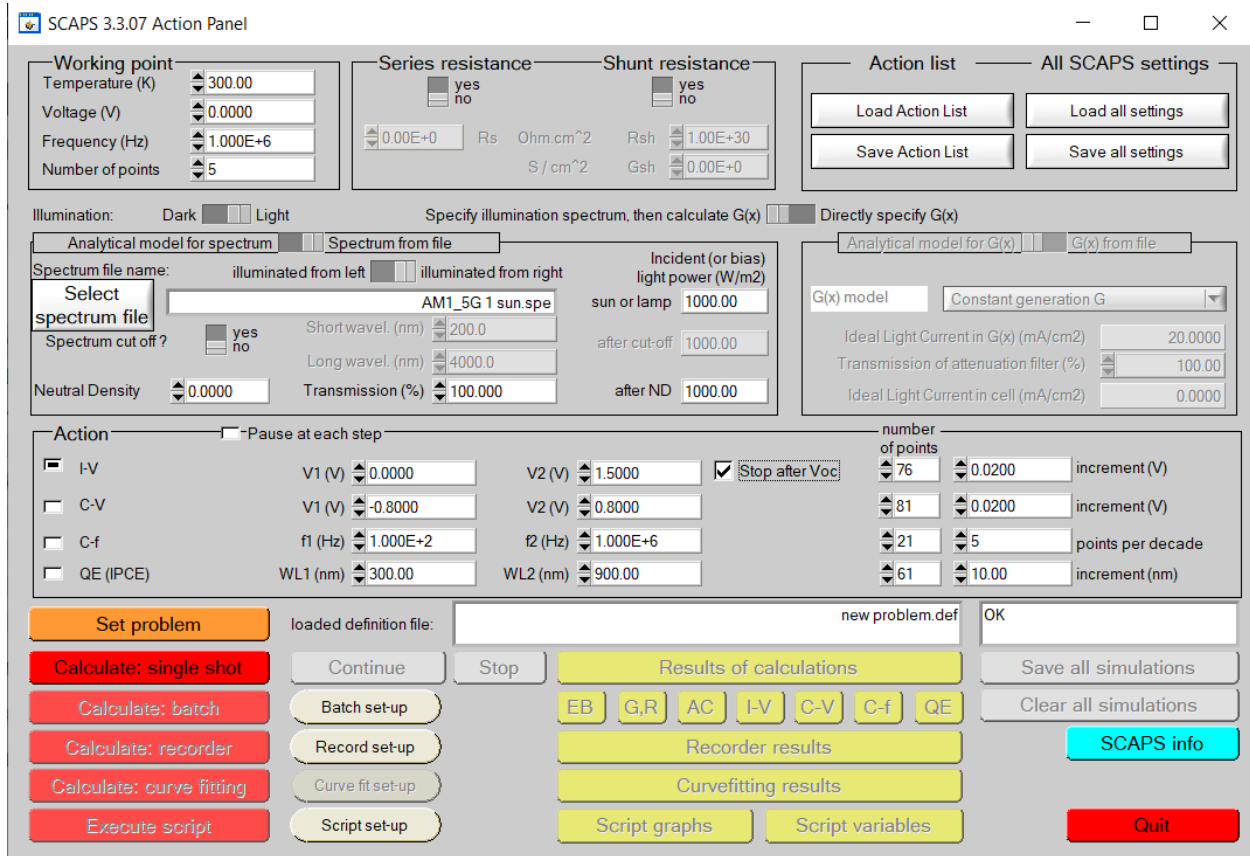 SCAPS 3.3.07 Action Panel
Working point
Temperature (K) 300.00
Voltage (V) 0.0000
Frequency (Hz) 1.000E+6
Number of points 5
Series resistance Shunt resistance
yes yes
no no
0.00E+0 Rs Ohm.cm^2 Rsh 1.00E+30
S / cm^2 Gsh 0.00E+0
Action list All SCAPS settings
Load Action List Load all settings
Save Action List Save all settings
Illumination: Dark Light Specify illumination spectrum, then calculate G(x) Directly specify G(x)
Analytical model for spectrum Spectrum from file
Spectrum file name: illuminated from left illuminated from right
Incident (or bias)
light power (W/m2)
Select
spectrum file
AM1_5G 1 sun.spe sun or lamp 1000.00
Spectrum cut off ? yes
no
Short wavel. (nm) 200.0
after cut-off 1000.00
Long wavel. (nm) 4000.0
Neutral Density 0.0000 Transmission (%) 100.000 after ND 1000.00
Analytical model for G(x) G(x) from file
G(x) model Constant generation G
Ideal Light Current in G(x) (mA/cm2) 20.0000
Transmission of attenuation filter (%) 100.00
Ideal Light Current in cell (mA/cm2) 0.0000
Action Pause at each step number
of points
I-V V1 (V) 0.0000 V2 (V) 1.5000 Stop after Voc 76 0.0200 increment (V)
C-V V1 (V) -0.8000 V2 (V) 0.8000 81 0.0200 increment (V)
C-f f1 (Hz) 1.000E+2 f2 (Hz) 1.000E+6 21 5 points per decade
QE (IPCE) WL1 (nm) 300.00 WL2 (nm) 900.00 61 10.00 increment (nm)
Set problem loaded definition file: new problem.def OK
Calculate: single shot Continue Stop Results of calculations Save all simulations
Calculate: batch Batch set-up EB G,R AC I-V C-V C-f QE Clear all simulations
Calculate: recorder Record set-up Recorder results SCAPS info
Calculate: curve fitting Curve fit set-up Curvefitting results
Execute script Script set-up Script graphs Script variables Quit